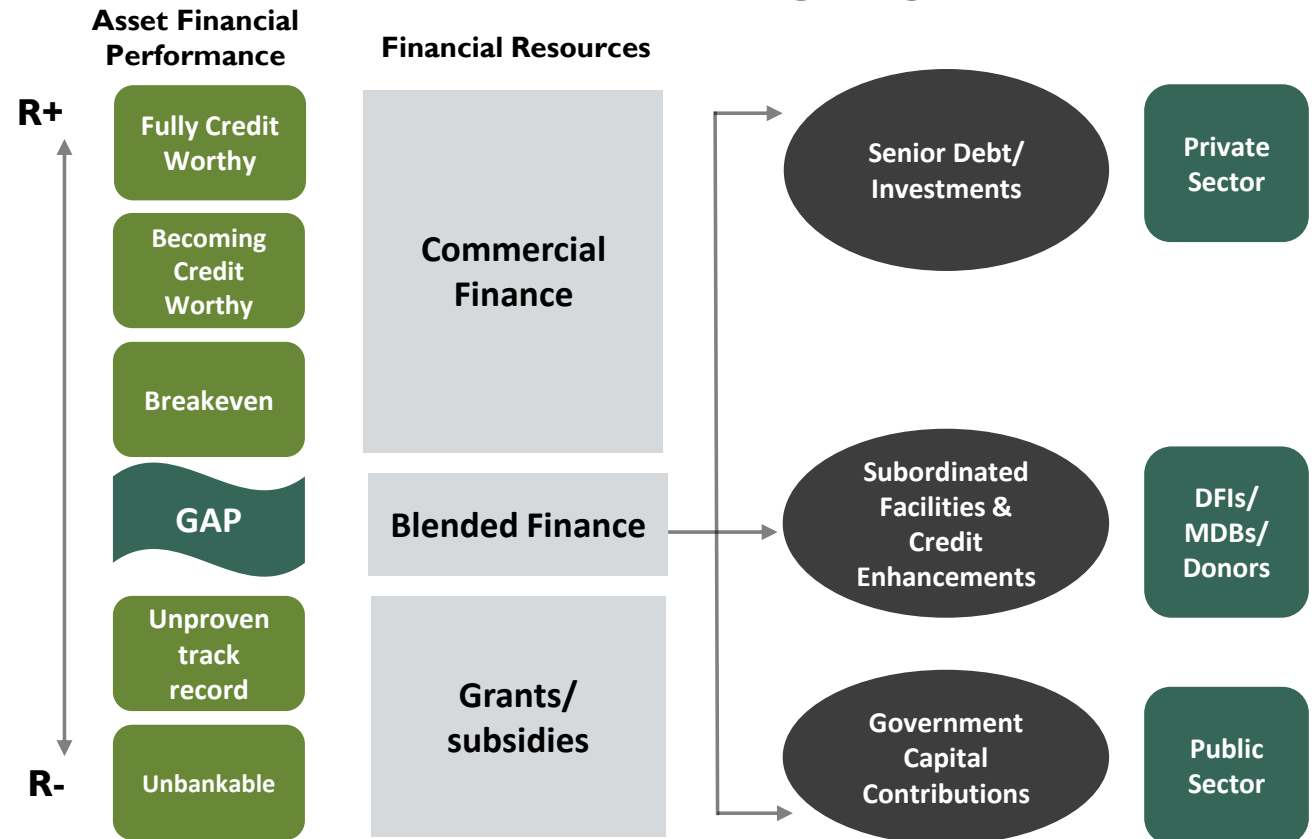 Asset Financial
Performance
Financial Resources
R+
Fully Credit
Worthy
Becoming
Credit
Worthy
Breakeven
GAP
Unproven
track
record
Unbankable
R-
Commercial
Finance
Blended Finance
Grants/
subsidies
Senior Debt/
Investments
Subordinated
Facilities &
Credit
Enhancements
Government
Capital
Contributions
Private
Sector
DFIs/
MDBs/
Donors
Public
Sector